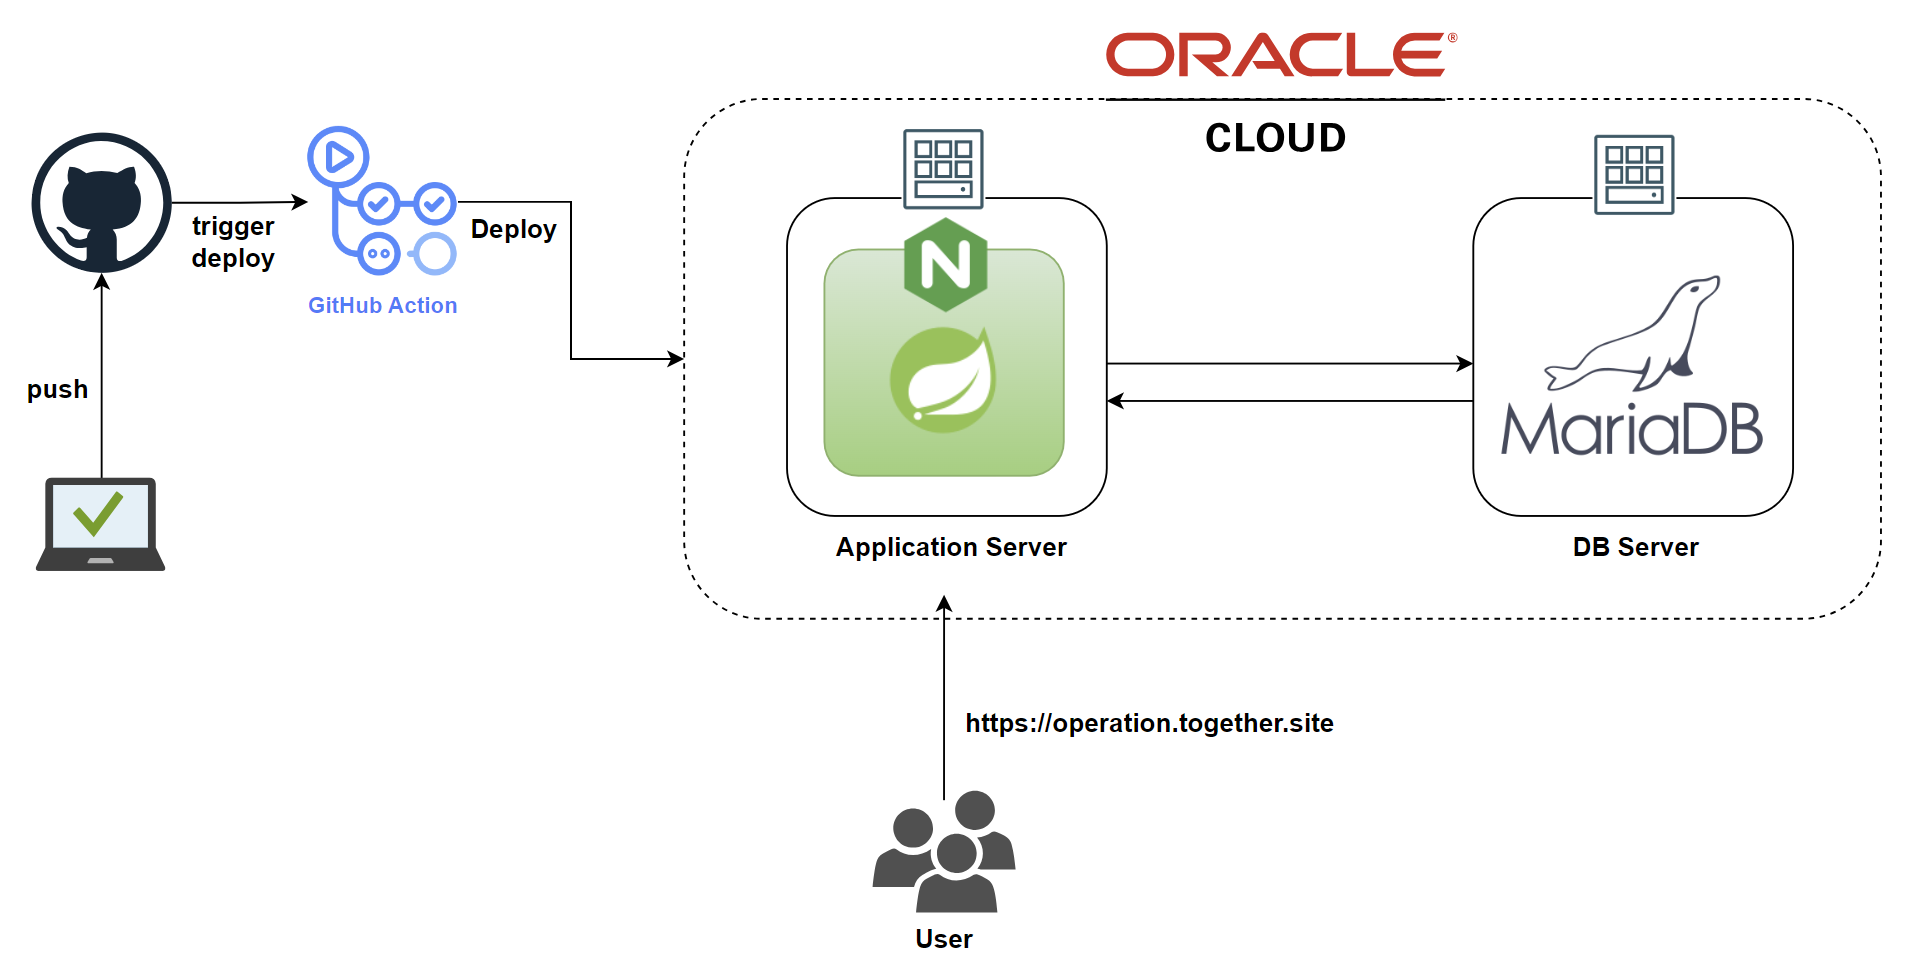 ORACLE®
CLOUD
trigger
deploy
Deploy
GitHub Action
push
N
MariaDB
Application Server
DB Server
https://operation.together.site
User